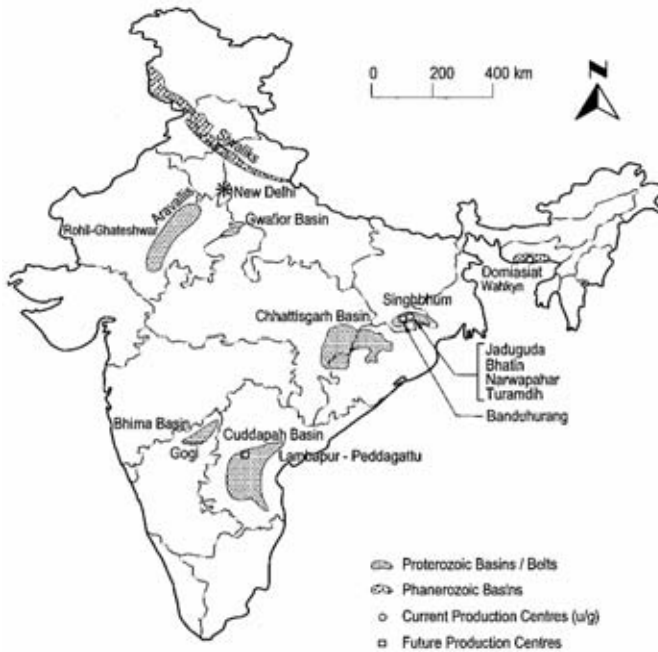 0 200 400 km
N
Siwaliks
New Delhi
Aravallis
Rohil-Ghateshwar
Gwalior Basin
Domiasiat
Wahkyn
Singhbhum
Chhattisgarh Basin
Jaduguda
Bhatin
Narwapahar
Turamdih
Banduhurang
Bhima Basin
Gogi
Cuddapah Basin
Lambapur - Peddagattu
Proterozoic Basins / Belts
Phanerozoic Basins
Current Production Centres (u/g)
Future Production Centres